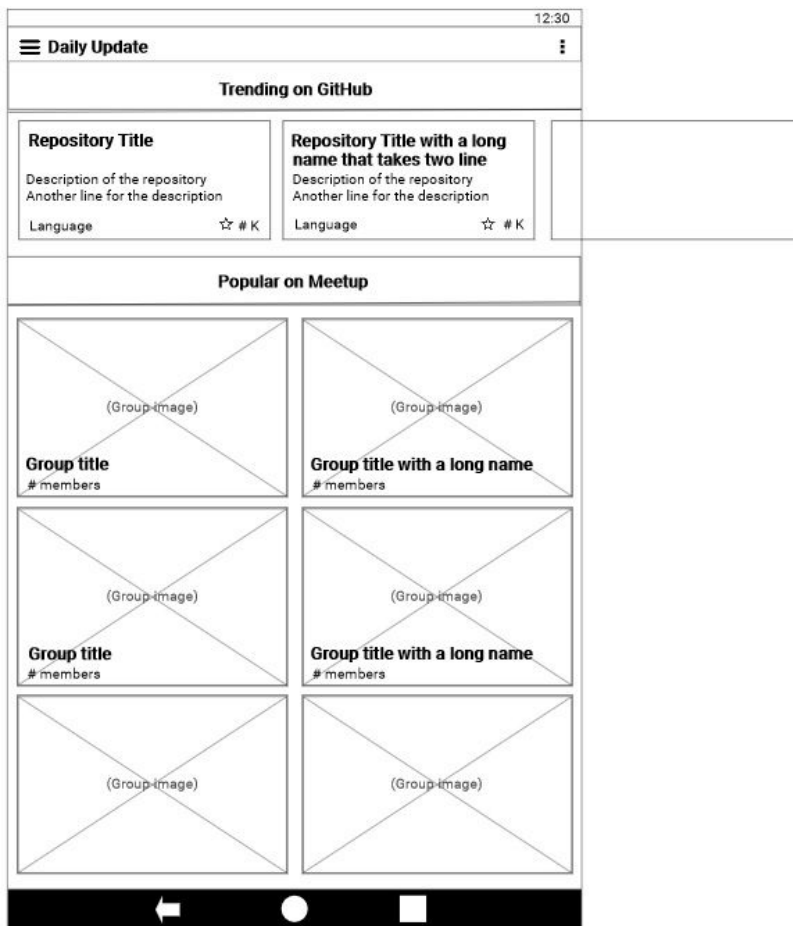 12:30
Daily Update
Trending on GitHub
Repository Title
Description of the repository
Another line for the description
Language
# K
Repository Title with a long
name that takes two line
Description of the repository
Another line for the description
Language
# K
Popular on Meetup
(Group image)
Group title
# members
(Group image)
Group title with a long name
# members
(Group image)
Group title
# members
(Group image)
Group title with a long name
# members
(Group image)
(Group image)